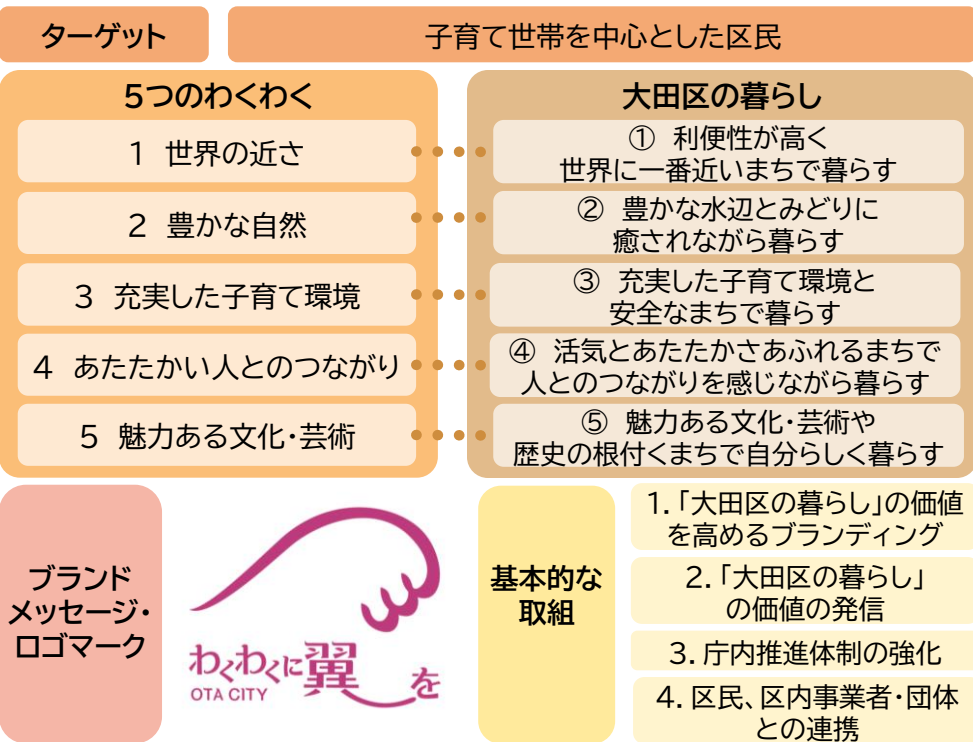 ターゲット
子育て世帯を中心とした区民
5つのわくわく
1 世界の近さ
2 豊かな自然
3 充実した子育て環境
4 あたたかい人とのつながり
5 魅力ある文化・芸術
大田区の暮らし
① 利便性が高く
世界に一番近いまちで暮らす
② 豊かな水辺とみどりに
癒されながら暮らす
③ 充実した子育て環境と
安全なまちで暮らす
④ 活気とあたたかさあふれるまちで
人とのつながりを感じながら暮らす
⑤ 魅力ある文化・芸術や
歴史の根付くまちで自分らしく暮らす
ブランド
メッセージ・
ロゴマーク
わくわくに翼を
OTA CITY
基本的な
取組
1.「大田区の暮らし」の価値
を高めるブランディング
2.「大田区の暮らし」
の価値の発信
3.庁内推進体制の強化
4.区民、区内事業者・団体
との連携